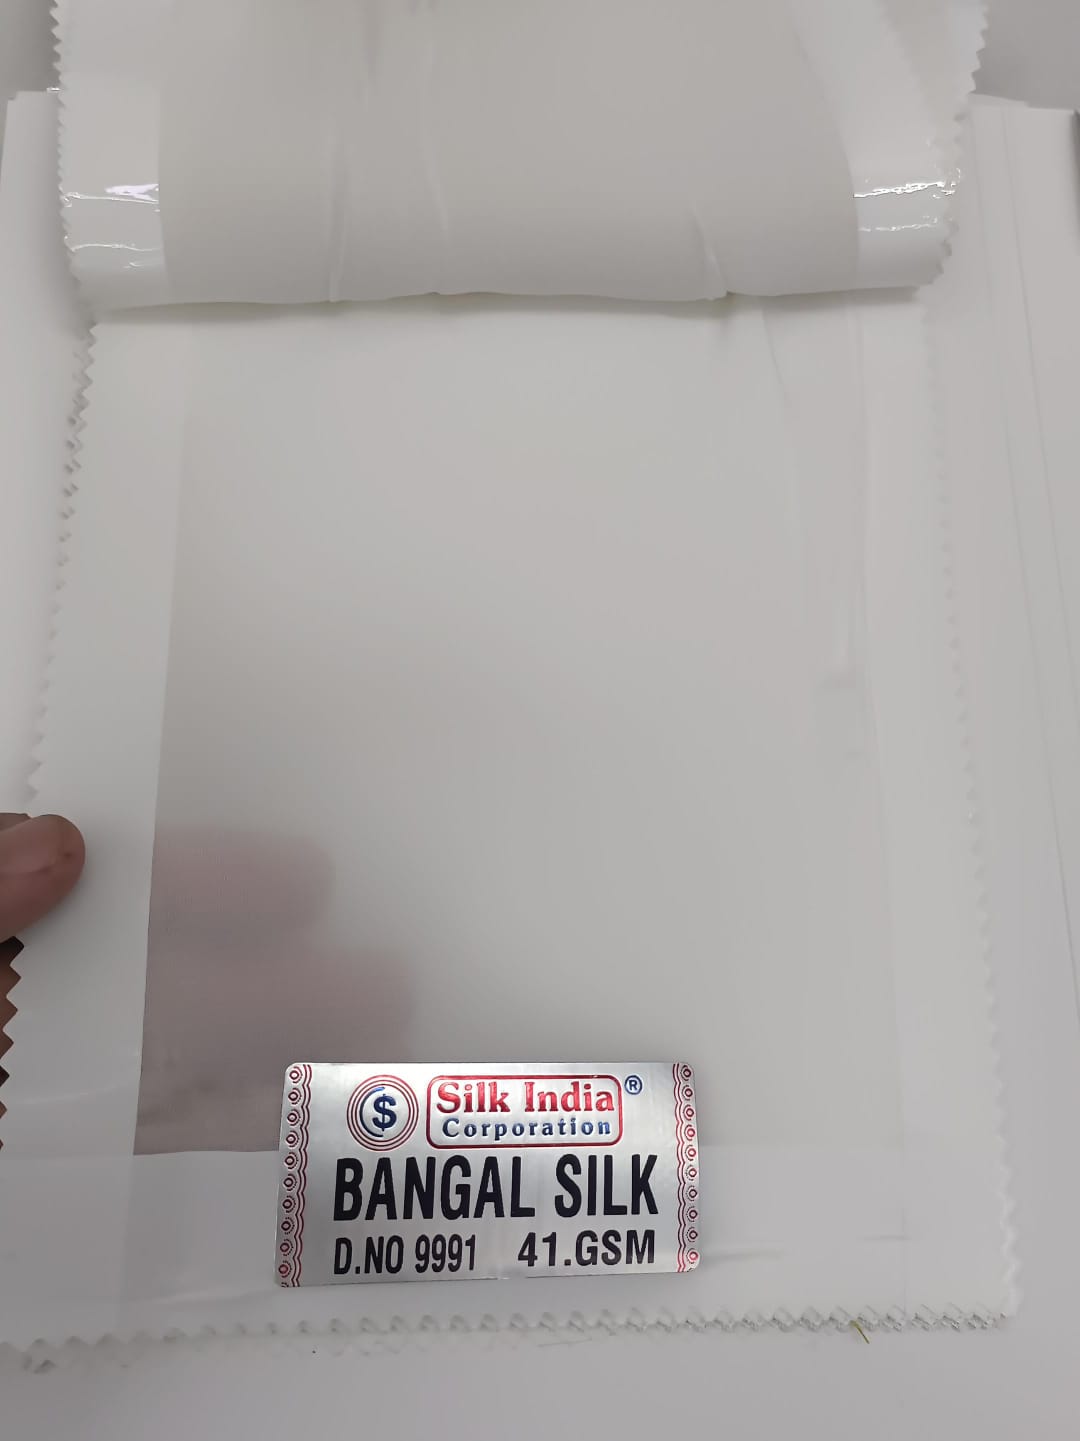 $ Silk India ®
Corporation
BANGAL SILK
D.NO 9991 41.GSM